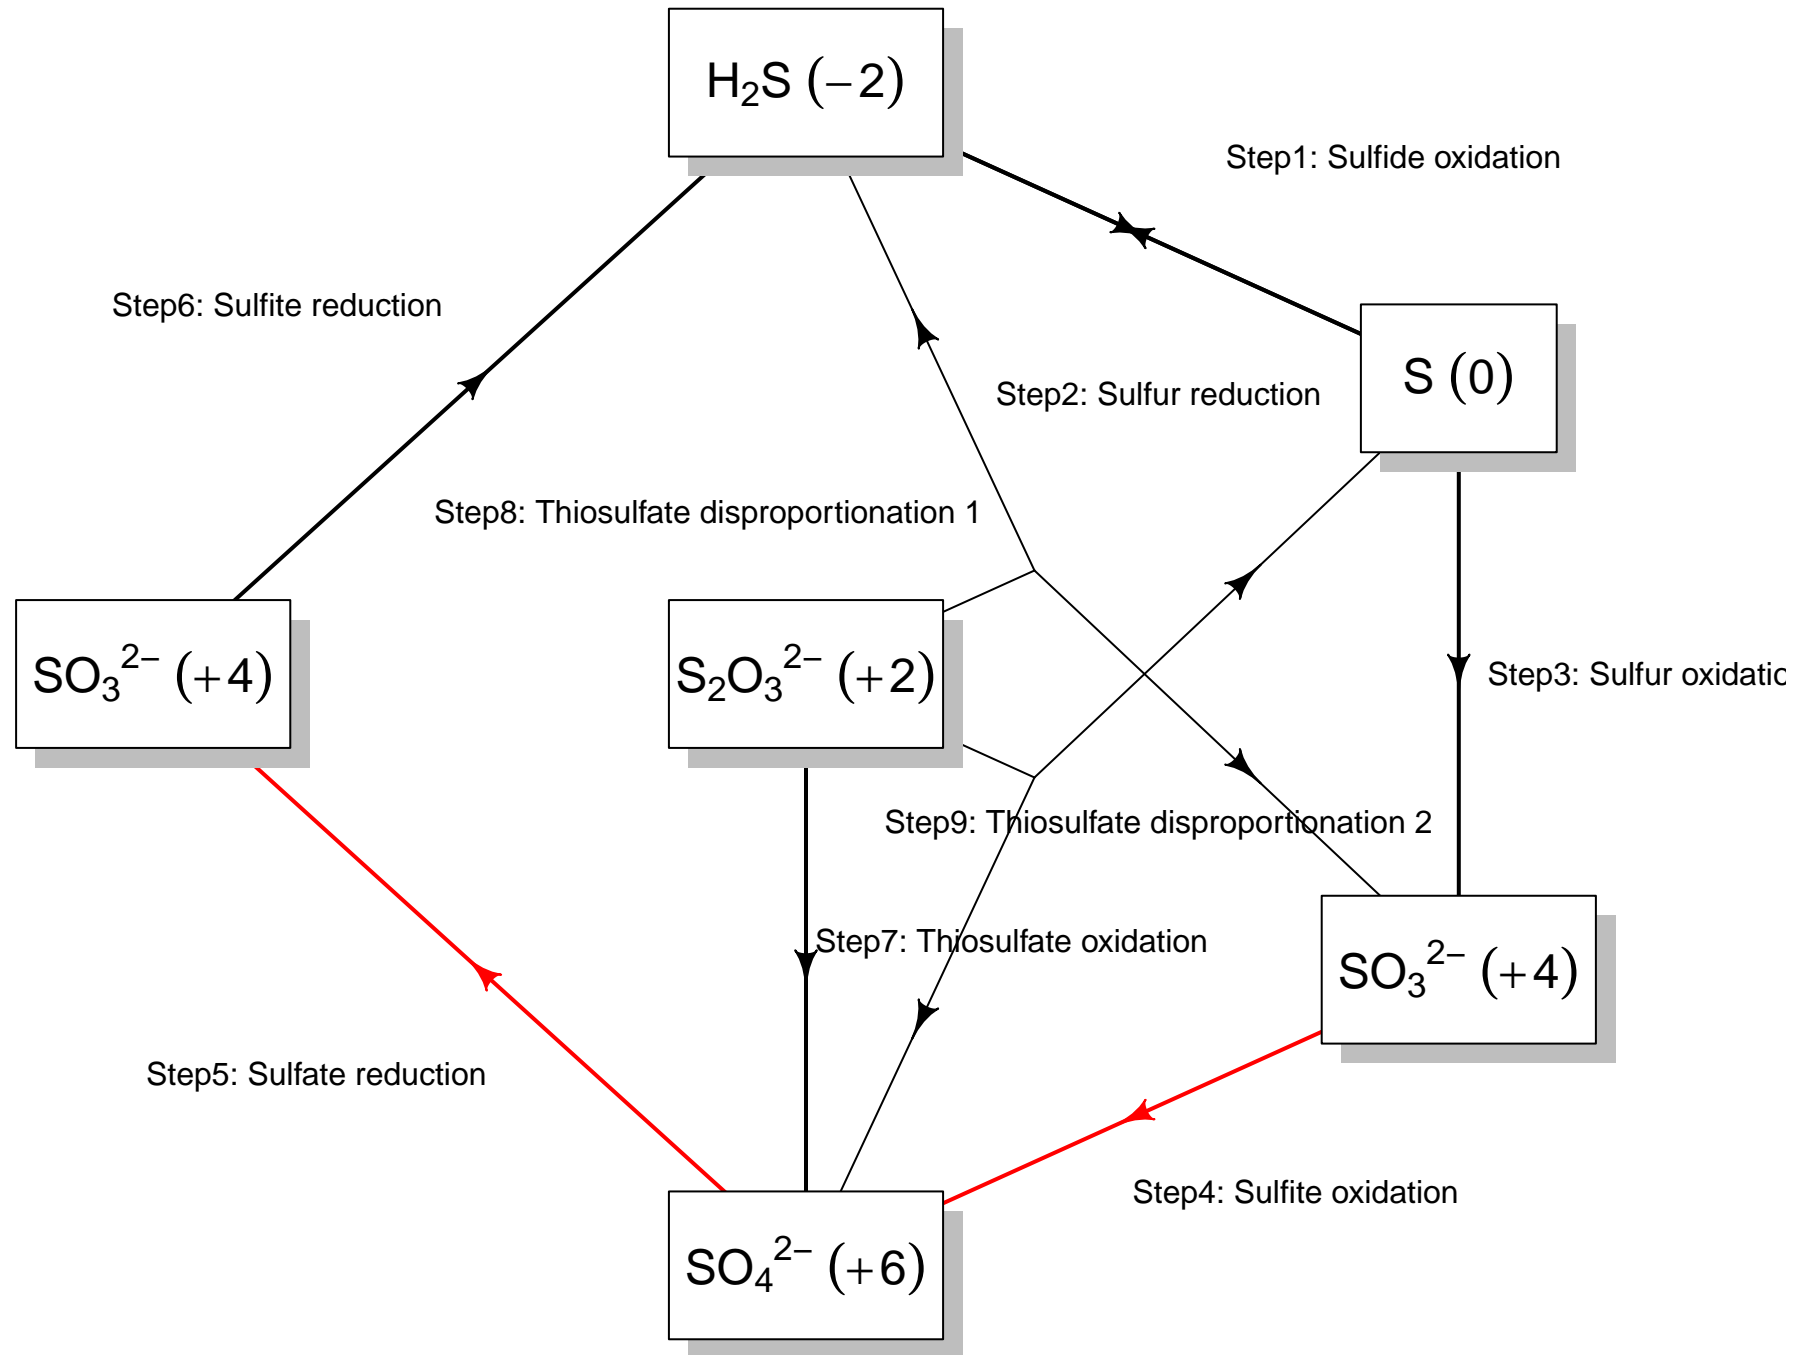 H₂S (−2)
Step1: Sulfide oxidation
Step6: Sulfite reduction
S (0)
Step2: Sulfur reduction
Step8: Thiosulfate disproportionation 1
SO₃²⁻ (+4)
S₂O₃²⁻ (+2)
Step3: Sulfur oxidatio
Step9: Thiosulfate disproportionation 2
Step7: Thiosulfate oxidation
SO₃²⁻ (+4)
Step5: Sulfate reduction
Step4: Sulfite oxidation
SO₄²⁻ (+6)